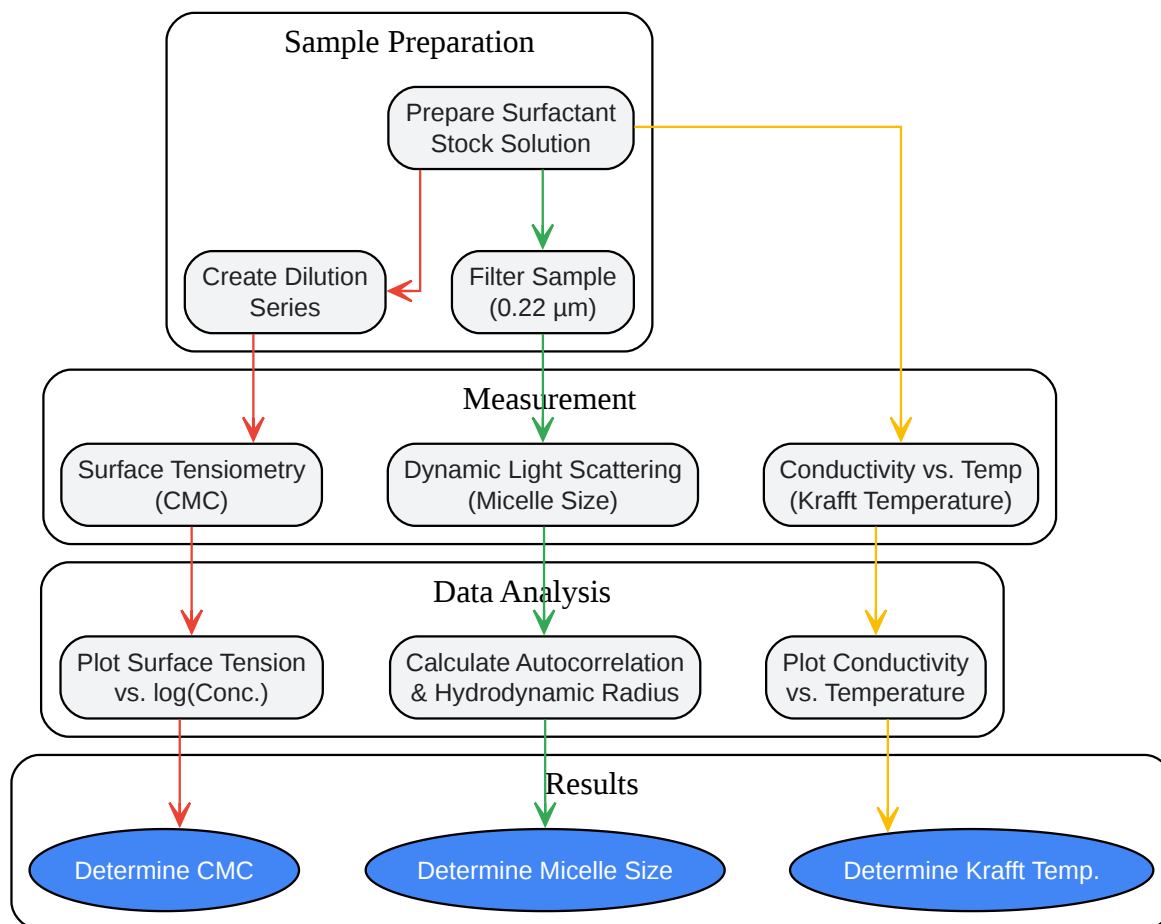 Sample Preparation
Prepare Surfactant
Stock Solution
Create Dilution
Series
Filter Sample
(0.22 µm)
Measurement
Surface Tensiometry
(CMC)
Dynamic Light Scattering
(Micelle Size)
Conductivity vs. Temp
(Krafft Temperature)
Data Analysis
Plot Surface Tension
vs. log(Conc.)
Calculate Autocorrelation
& Hydrodynamic Radius
Plot Conductivity
vs. Temperature
Results
Determine CMC
Determine Micelle Size
Determine Krafft Temp.